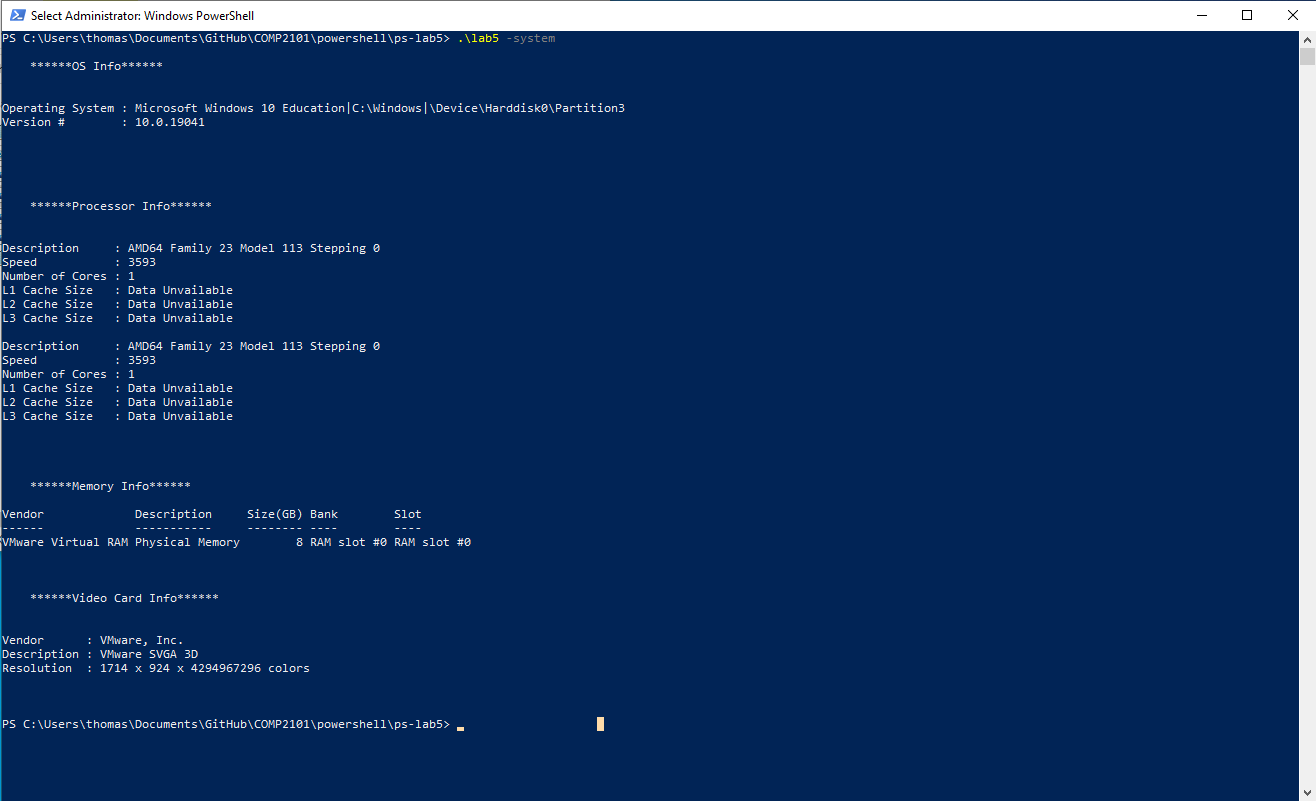 Select Administrator: Windows PowerShell
PS C:\Users\thomas\Documents\GitHub\COMP2101\powershell\ps-lab5> .\lab5 -system
******OS Info******
Operating System : Microsoft Windows 10 Education|C:\Windows|\Device\Harddisk0\Partition3
Version #        : 10.0.19041
******Processor Info******
Description     : AMD64 Family 23 Model 113 Stepping 0
Speed           : 3593
Number of Cores : 1
L1 Cache Size   : Data Unvailable
L2 Cache Size   : Data Unvailable
L3 Cache Size   : Data Unvailable
Description     : AMD64 Family 23 Model 113 Stepping 0
Speed           : 3593
Number of Cores : 1
L1 Cache Size   : Data Unvailable
L2 Cache Size   : Data Unvailable
L3 Cache Size   : Data Unvailable
******Memory Info******
Vendor             Description     Size(GB) Bank        Slot
------             -----------     -------- ----        ----
VMware Virtual RAM Physical Memory        8 RAM slot #0 RAM slot #0
******Video Card Info******
Vendor      : VMware, Inc.
Description : VMware SVGA 3D
Resolution  : 1714 x 924 x 4294967296 colors
PS C:\Users\thomas\Documents\GitHub\COMP2101\powershell\ps-lab5>